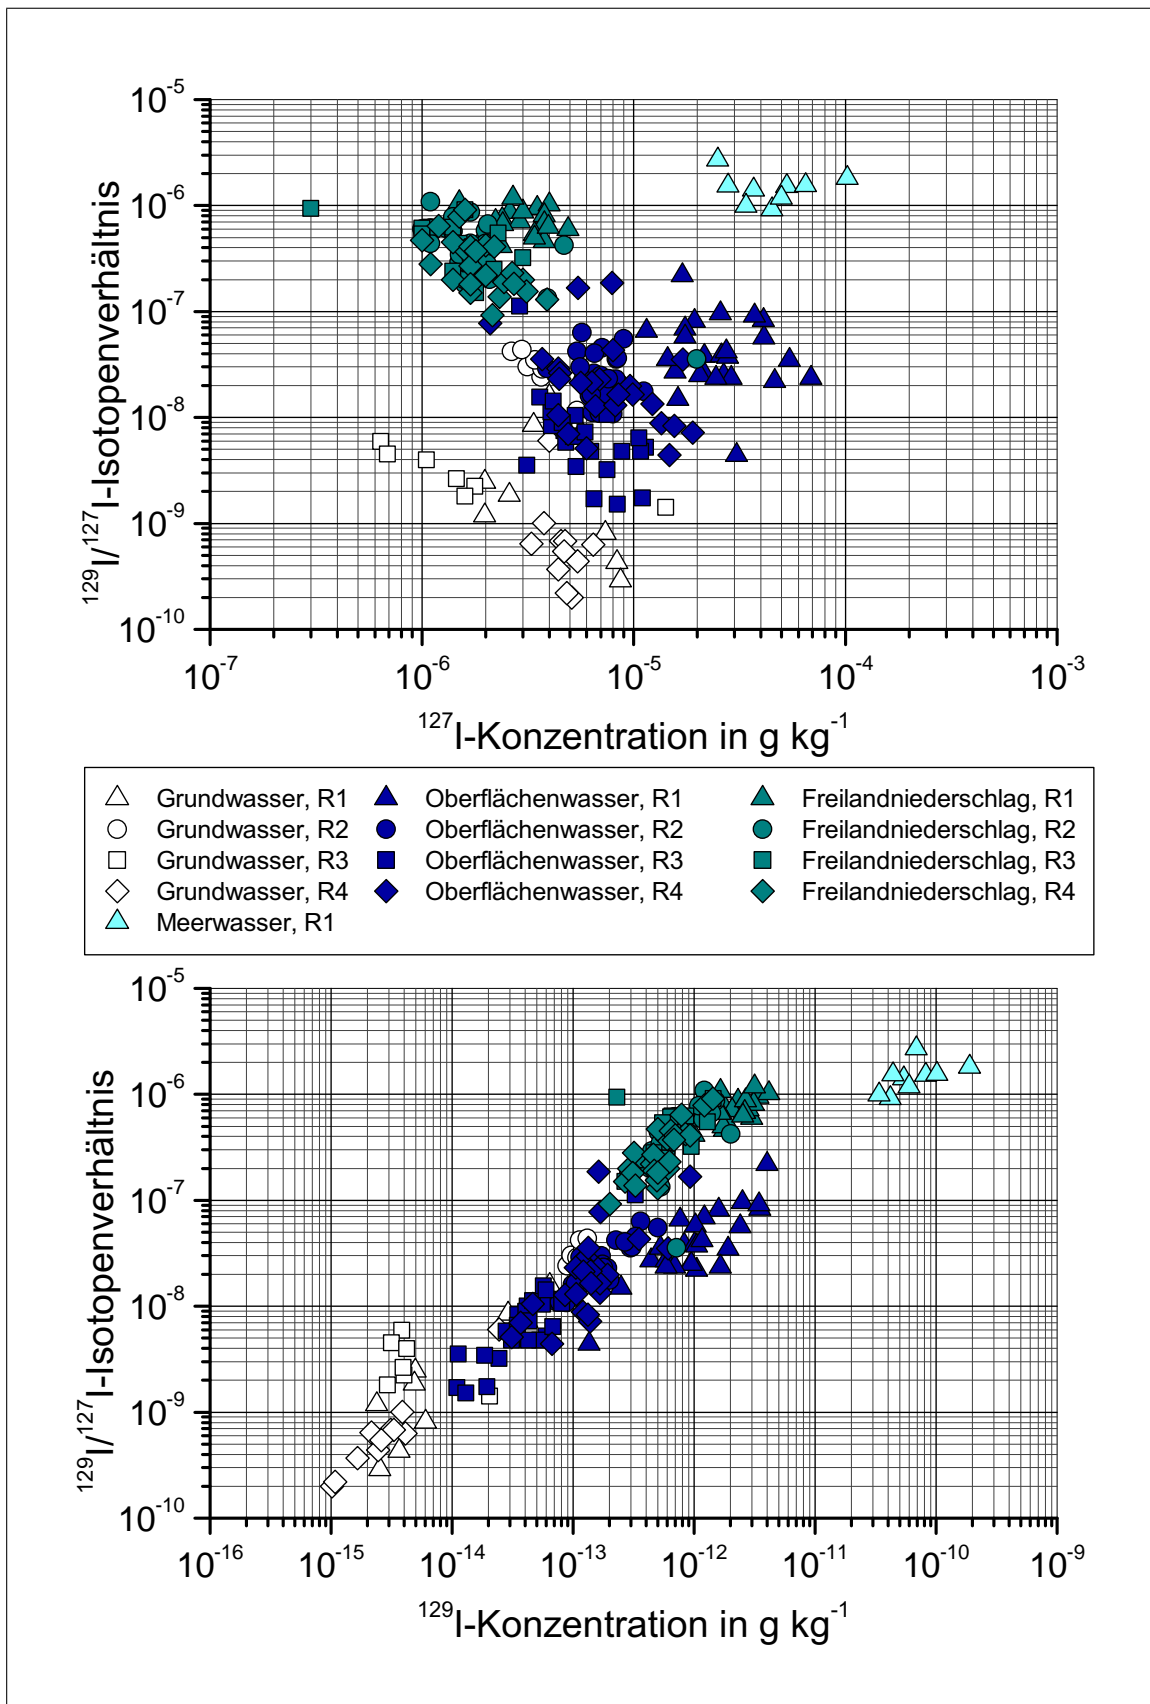 10⁻⁵
10⁻⁶
10⁻⁷
10⁻⁸
10⁻⁹
10⁻¹⁰
¹²⁹I/¹²⁷I-Isotopenverhältnis
10⁻⁷ 10⁻⁶ 10⁻⁵ 10⁻⁴ 10⁻³
¹²⁷I-Konzentration in g kg⁻¹
Grundwasser, R1 Oberflächenwasser, R1 Freilandniederschlag, R1
Grundwasser, R2 Oberflächenwasser, R2 Freilandniederschlag, R2
Grundwasser, R3 Oberflächenwasser, R3 Freilandniederschlag, R3
Grundwasser, R4 Oberflächenwasser, R4 Freilandniederschlag, R4
Meerwasser, R1
10⁻⁵
10⁻⁶
10⁻⁷
10⁻⁸
10⁻⁹
10⁻¹⁰
¹²⁹I/¹²⁷I-Isotopenverhältnis
10⁻¹⁶ 10⁻¹⁵ 10⁻¹⁴ 10⁻¹³ 10⁻¹² 10⁻¹¹ 10⁻¹⁰ 10⁻⁹
¹²⁹I-Konzentration in g kg⁻¹